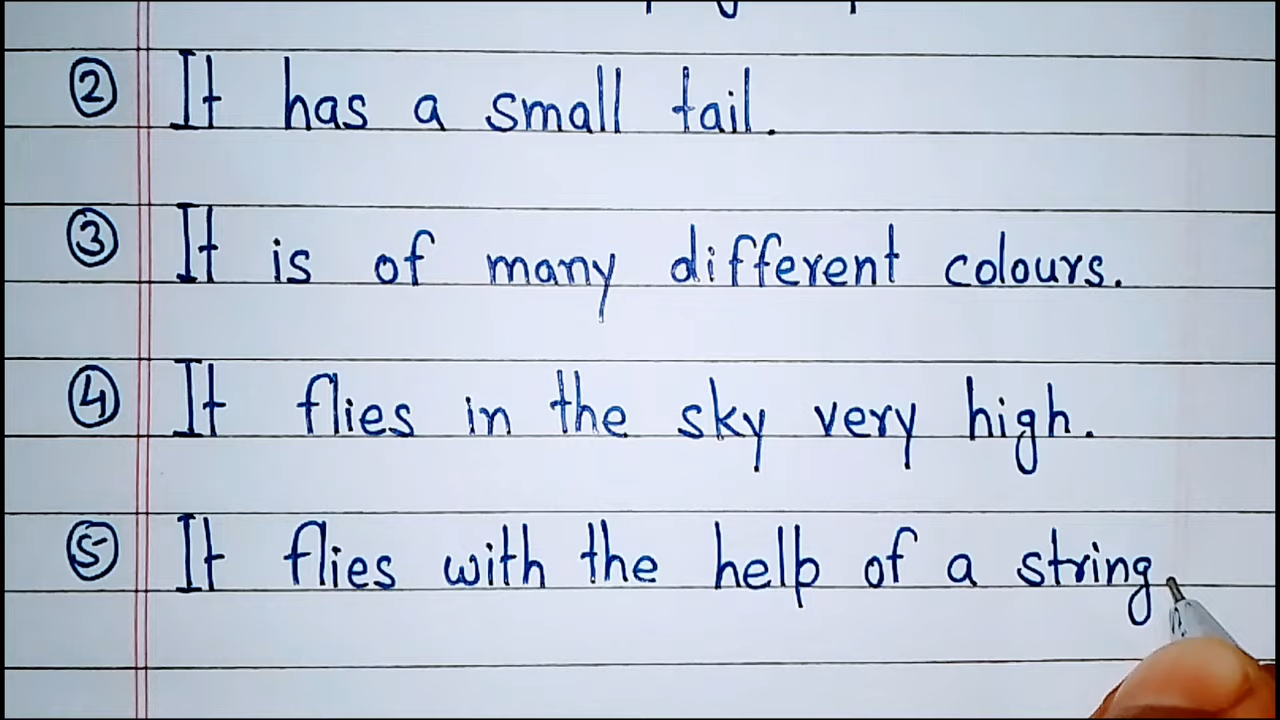 ② It has a small tail.
③ It is of many different colours.
④ It flies in the sky very high.
⑤ It flies with the help of a string.